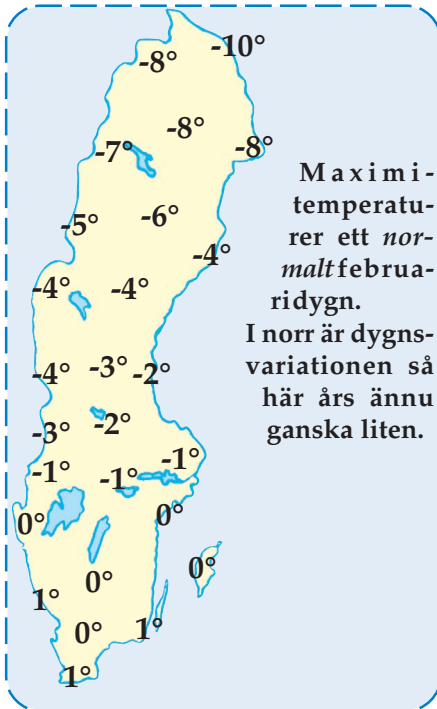 -10°
-8°
-8°
-7°
-8°
-6°
-5°
-4°
-4°
-4°
-3°
-4°
-2°
-2°
-3°
-1°
-1°
-1°
0°
0°
0°
0°
1°
0°
1°
1°
Maximi-
temperatu-
rer ett nor-
malt februa-
ridygn.
I norr är dygns-
variationen så
här års ännu
ganska liten.